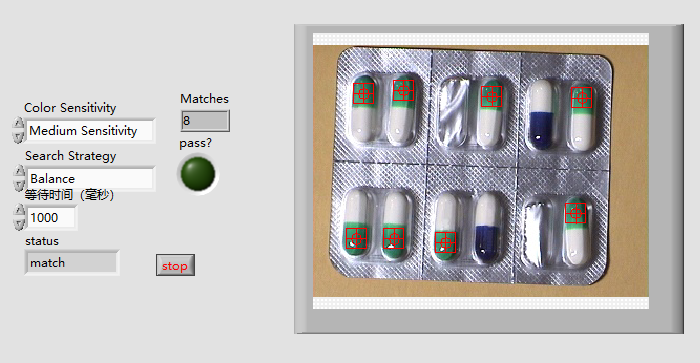 Color Sensitivity
Medium Sensitivity
Search Strategy
Balance
等待时间（毫秒）
1000
status
match
Matches
8
pass?
stop